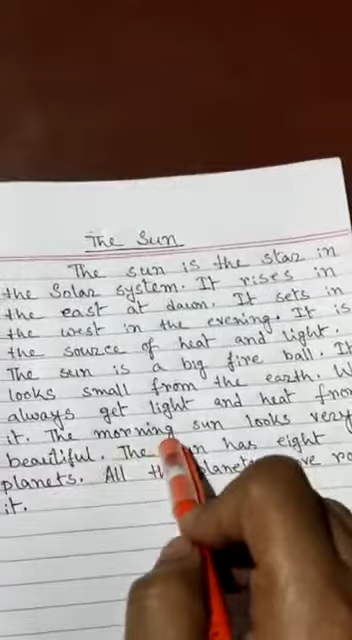 The Sun
The sun is the star in
the Solar system. It rises in
the east at dawn. It sets in
the west in the evening. It is
the source of heat and light.
The sun is a big fire ball. It
looks small from the earth. W
always get light and heat from
it. The morning sun looks very
beautiful. The sun has eight
planets. All planets
it.